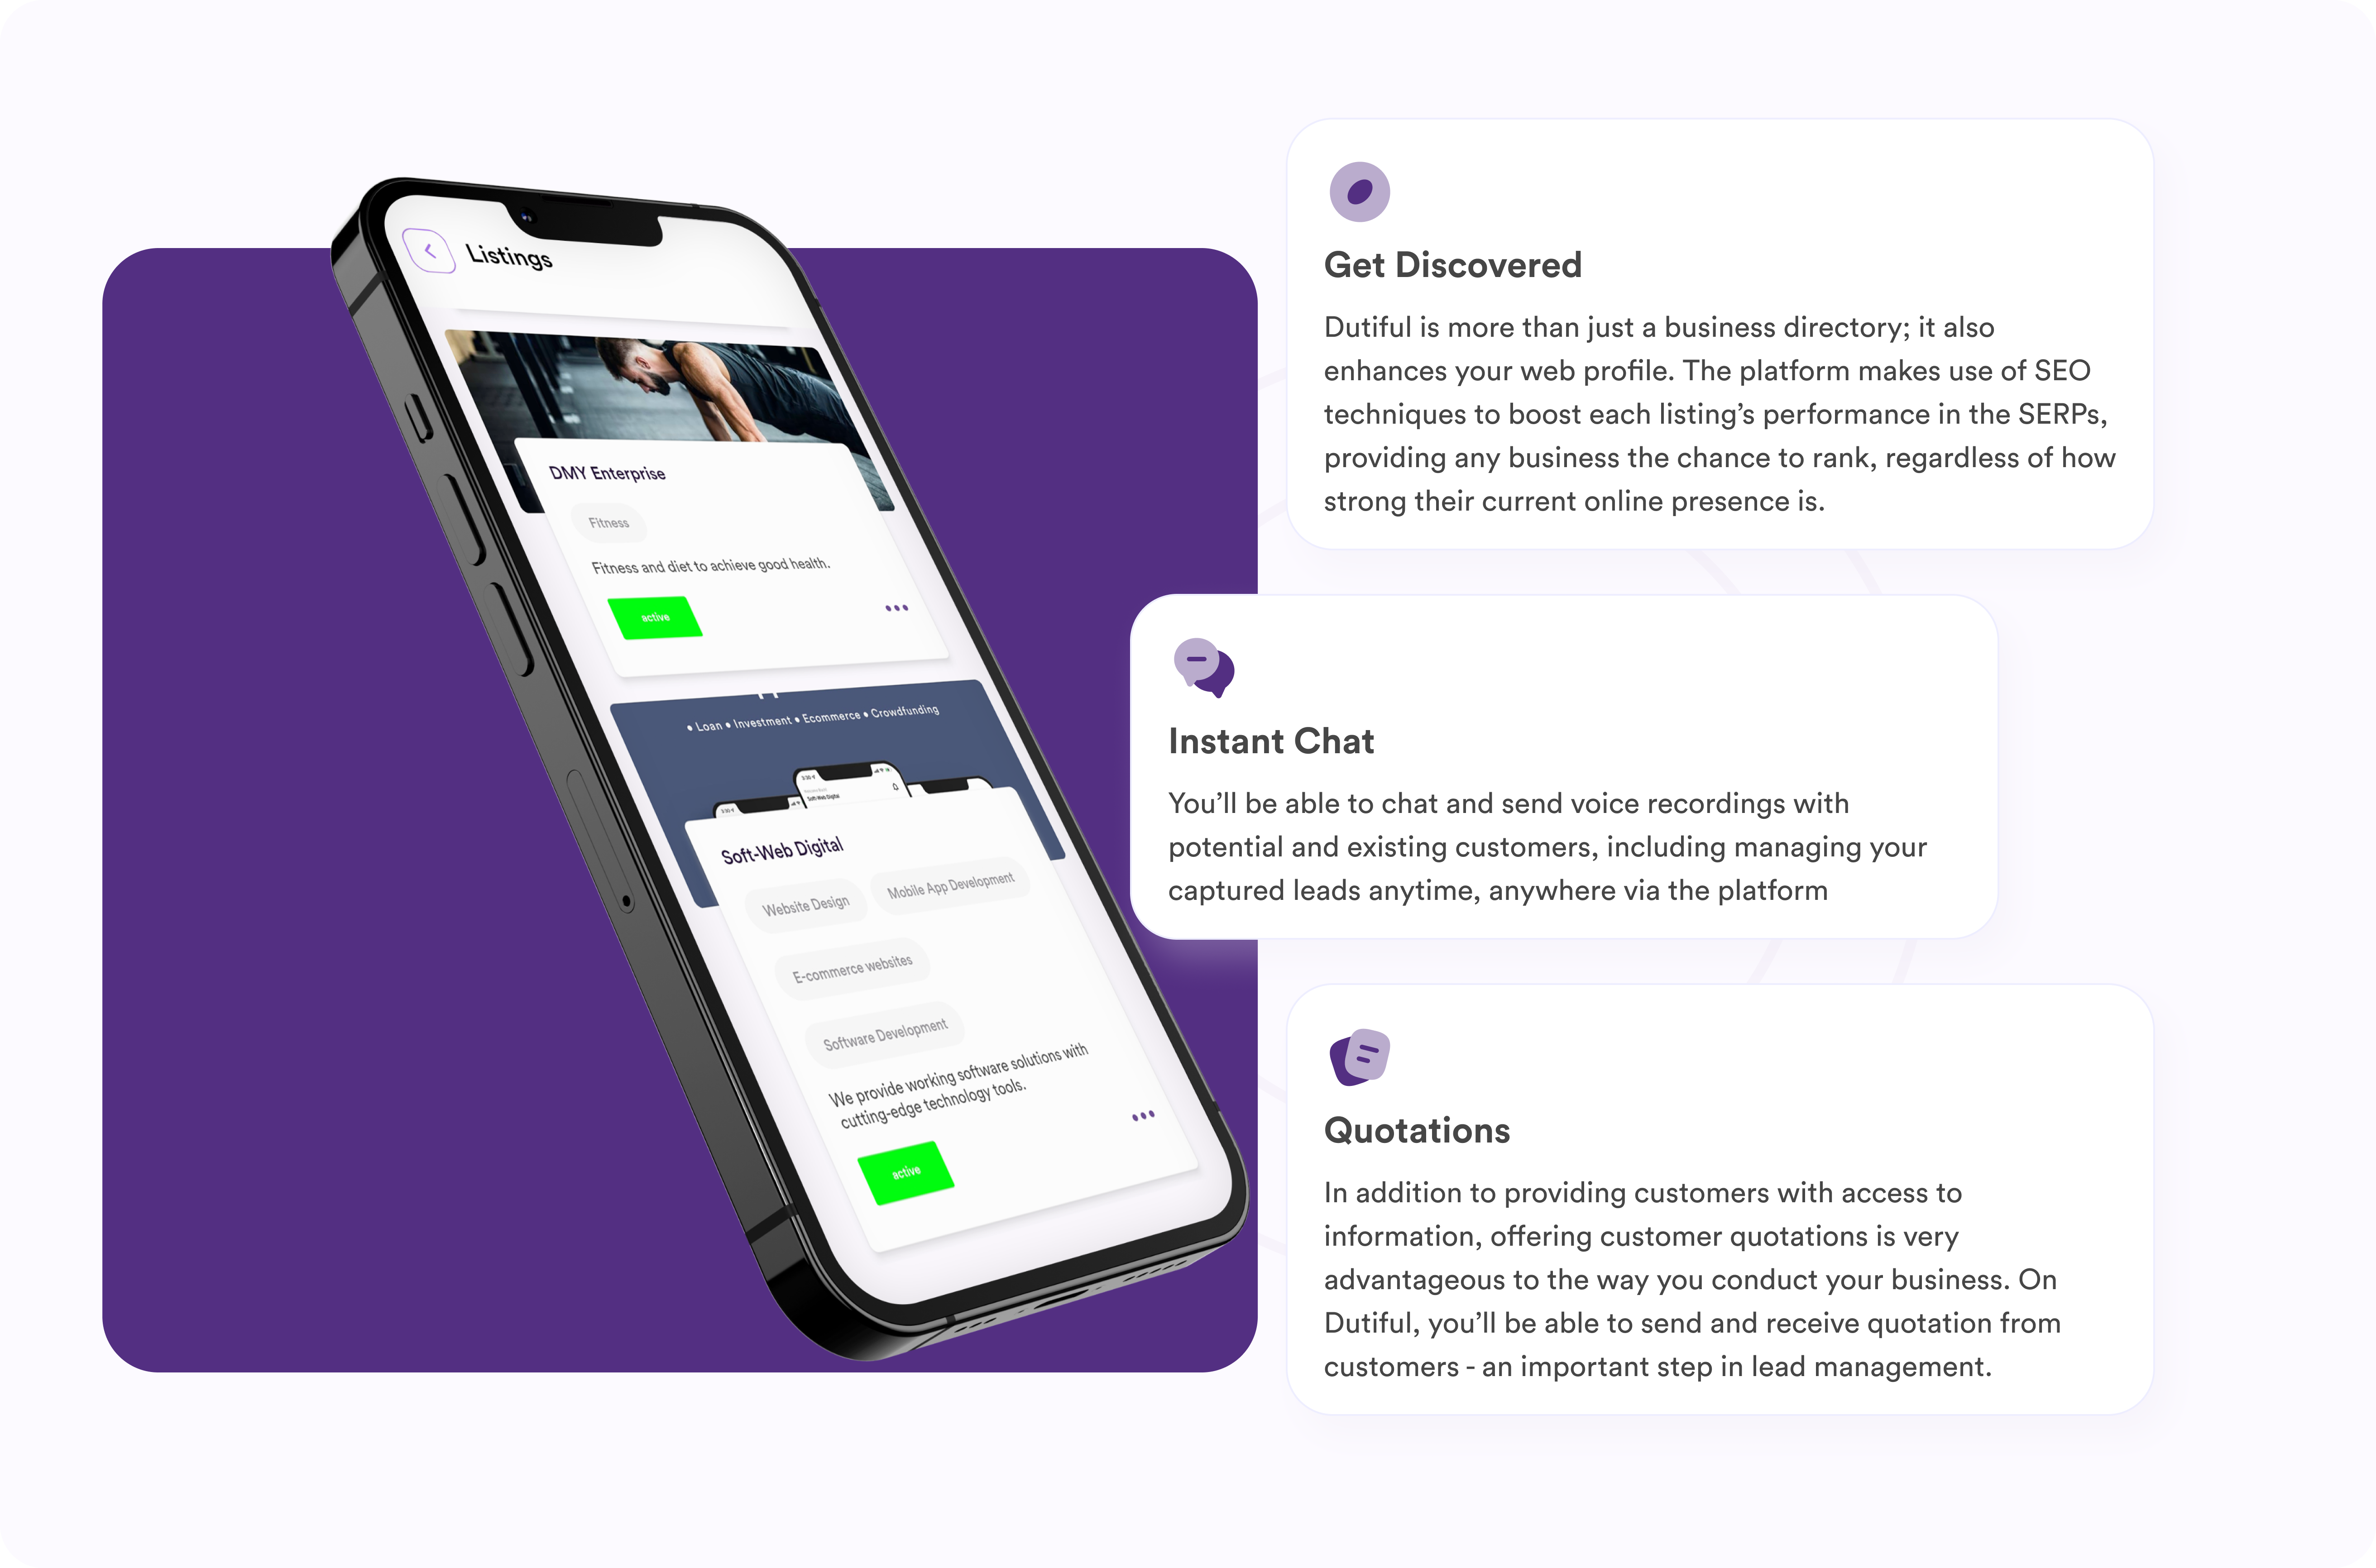 Listings
DMY Enterprise
Fitness
Fitness and diet to achieve good health.
active
• Loan • Investment • Ecommerce • Crowdfunding
3:30
3:30
Soft-Web Digital
Soft-Web Digital
Website Design
Mobile App Development
E-commerce websites
Software Development
We provide working software solutions with
cutting-edge technology tools.
active
Get Discovered
Dutiful is more than just a business directory; it also
enhances your web profile. The platform makes use of SEO
techniques to boost each listing’s performance in the SERPs,
providing any business the chance to rank, regardless of how
strong their current online presence is.
Instant Chat
You’ll be able to chat and send voice recordings with
potential and existing customers, including managing your
captured leads anytime, anywhere via the platform
Quotations
In addition to providing customers with access to
information, offering customer quotations is very
advantageous to the way you conduct your business. On
Dutiful, you’ll be able to send and receive quotation from
customers - an important step in lead management.